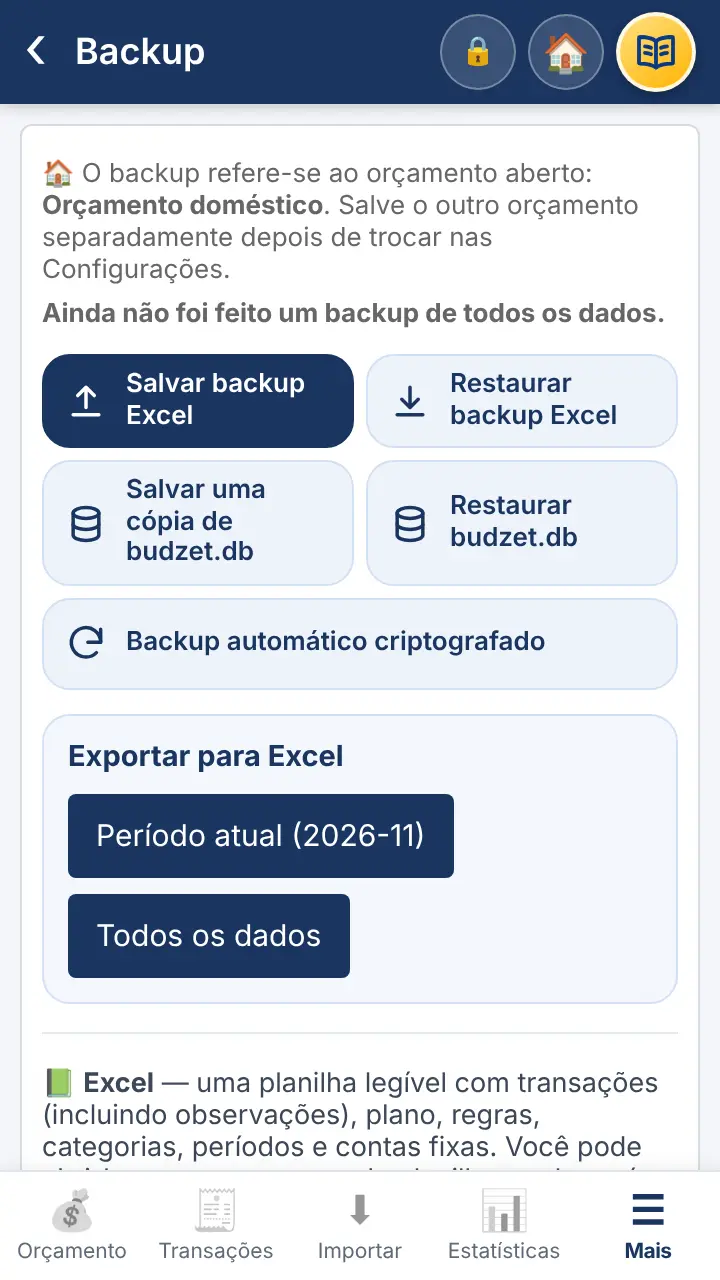 Backup
O backup refere-se ao orçamento aberto:
Orçamento doméstico. Salve o outro orçamento
separadamente depois de trocar nas
Configurações.
Ainda não foi feito um backup de todos os dados.
Salvar backup
Excel
Restaurar
backup Excel
Salvar uma
cópia de
budzet.db
Restaurar
budzet.db
Backup automático criptografado
Exportar para Excel
Período atual (2026-11)
Todos os dados
Excel — uma planilha legível com transações
(incluindo observações), plano, regras,
categorias, períodos e contas fixas. Você pode
Orçamento
Transações
Importar
Estatísticas
Mais